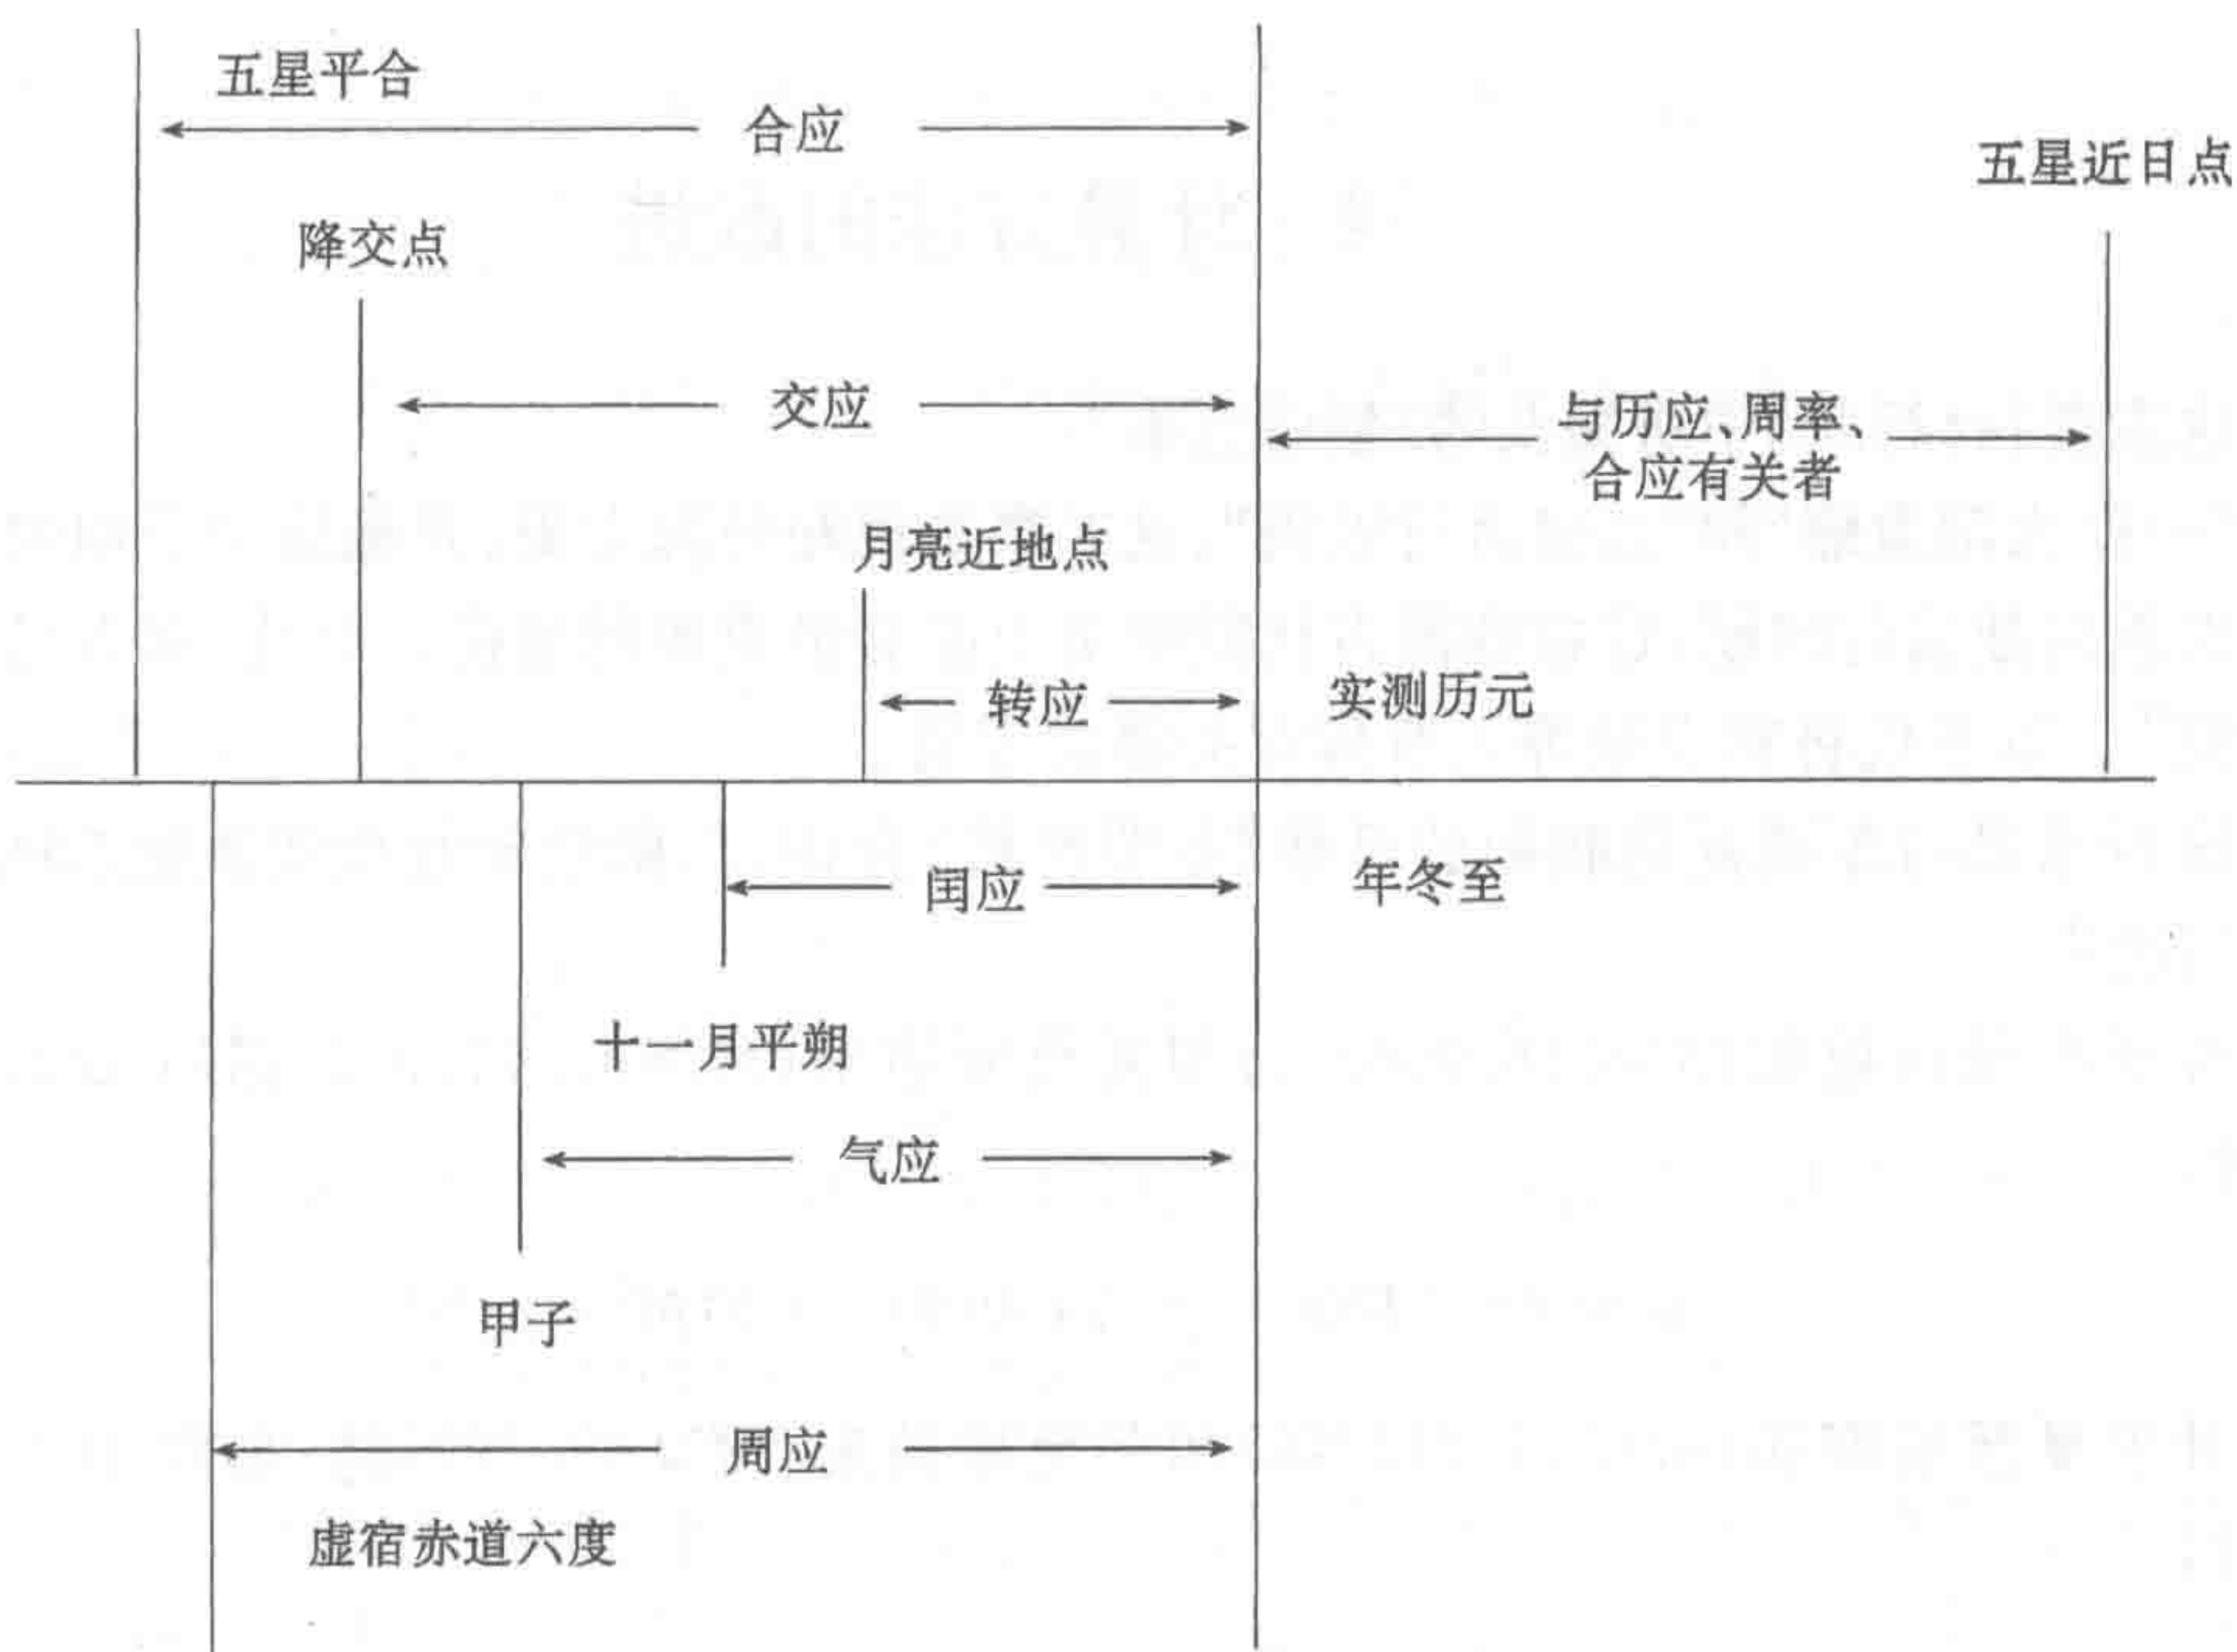 五星平合
合应
五星近日点
降交点
交应
与历应、周率、
合应有关者
月亮近地点
转应
实测历元
闰应
年冬至
十一月平朔
气应
甲子
周应
虚宿赤道六度